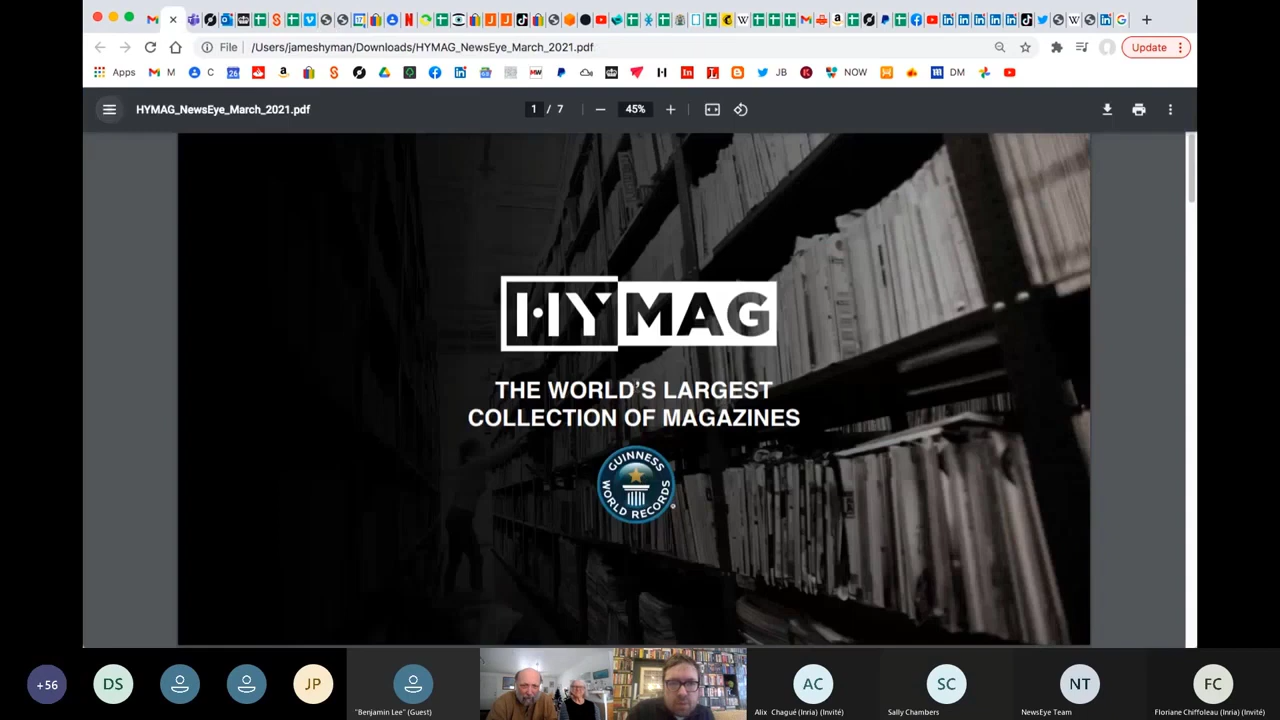 File
/Users/jameshyman/Downloads/HYMAG_NewsEye_March_2021.pdf
Update
Apps
M
C
JB
NOW
DM
HYMAG_NewsEye_March_2021.pdf
1 / 7
45%
HYMAG
THE WORLD'S LARGEST
COLLECTION OF MAGAZINES
GUINNESS
WORLD RECORDS
+56
DS
JP
AC
SC
NT
FC
"Benjamin Lee" (Guest)
Alix Chagué (Inria) (Invité)
Sally Chambers
NewsEye Team
Floriane Chiffoleau (Inria) (Invité)